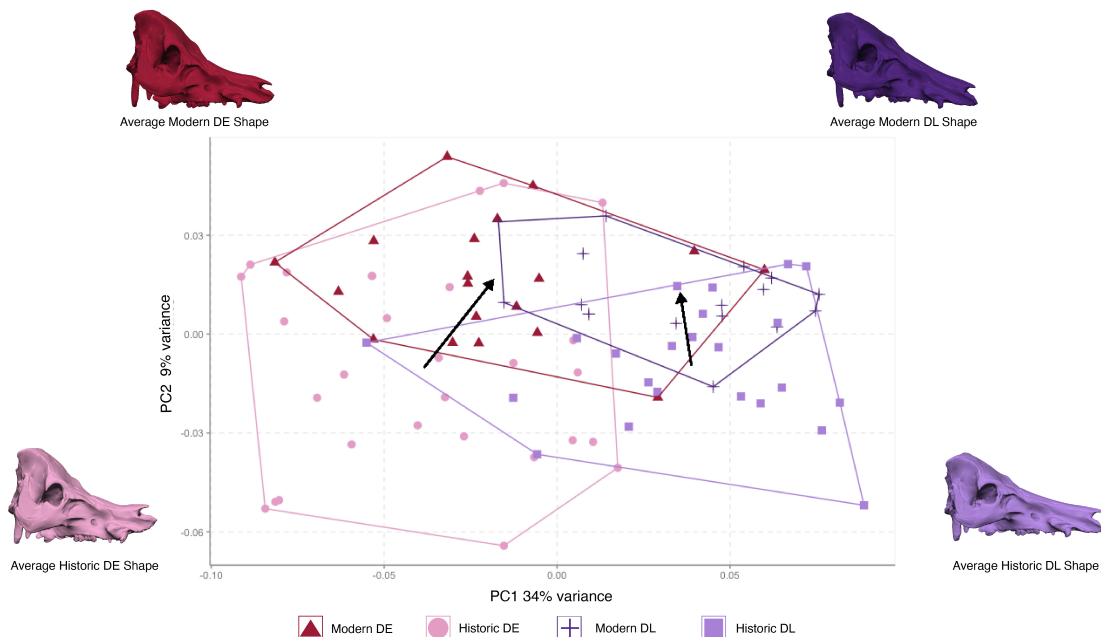 Average Modern DE Shape
Average Modern DL Shape
0.03
0.00
-0.03
-0.06
PC2 9% variance
Average Historic DE Shape
Average Historic DL Shape
-0.10
-0.05
0.00
0.05
PC1 34% variance
Modern DE
Historic DE
Modern DL
Historic DL